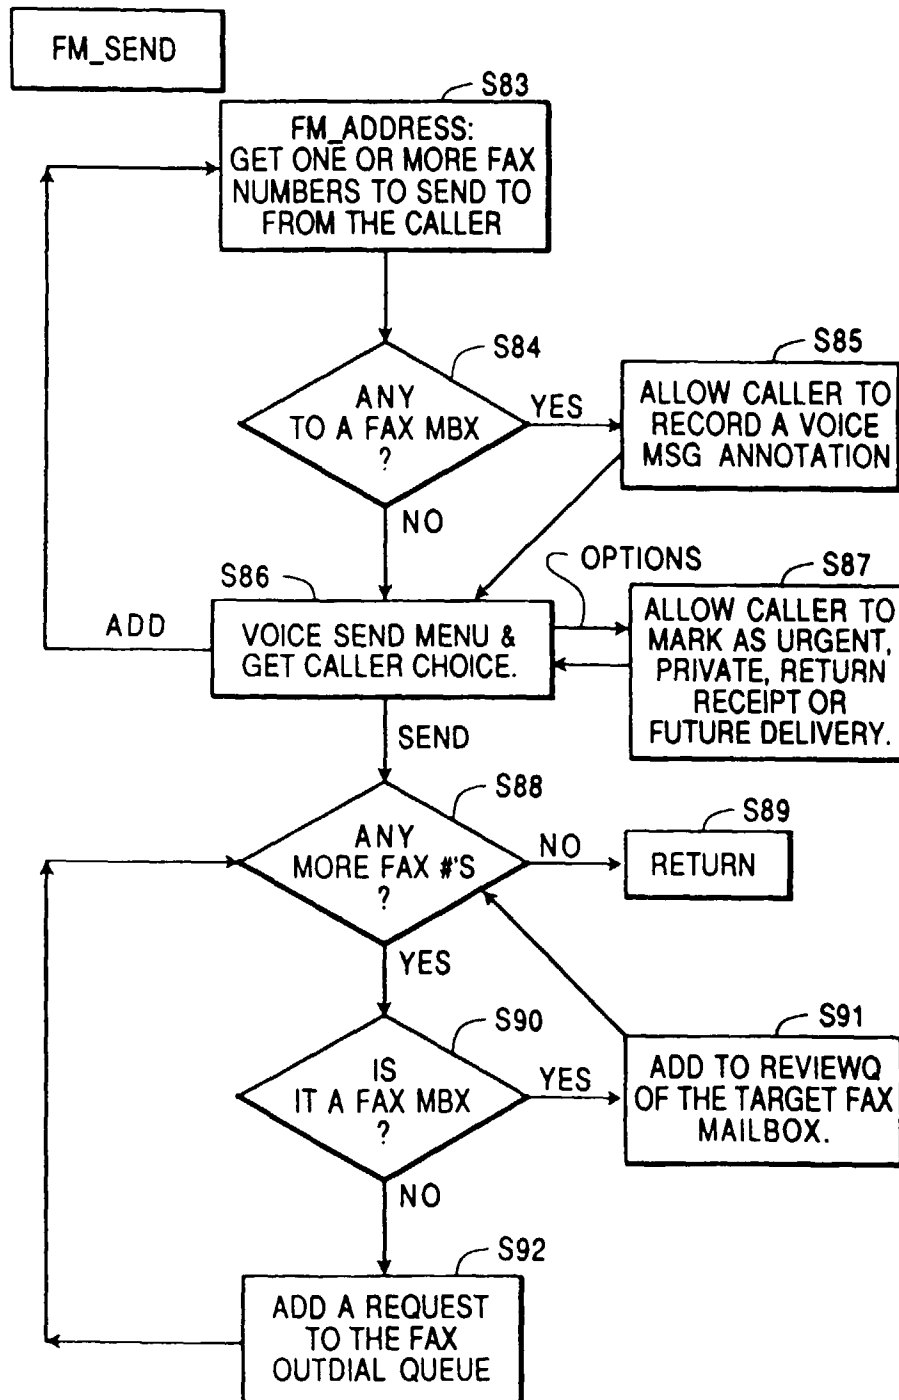 FM_SEND
S83
FM_ADDRESS:
GET ONE OR MORE FAX
NUMBERS TO SEND TO
FROM THE CALLER
S84
ANY
TO A FAX MBX
?
YES
S85
ALLOW CALLER TO
RECORD A VOICE
MSG ANNOTATION
NO
S86
ADD
VOICE SEND MENU &
GET CALLER CHOICE.
OPTIONS
S87
ALLOW CALLER TO
MARK AS URGENT,
PRIVATE, RETURN
RECEIPT OR
FUTURE DELIVERY.
SEND
S88
ANY
MORE FAX #'S
?
NO
S89
RETURN
YES
S90
IS
IT A FAX MBX
?
YES
S91
ADD TO REVIEWQ
OF THE TARGET FAX
MAILBOX.
NO
S92
ADD A REQUEST
TO THE FAX
OUTDIAL QUEUE